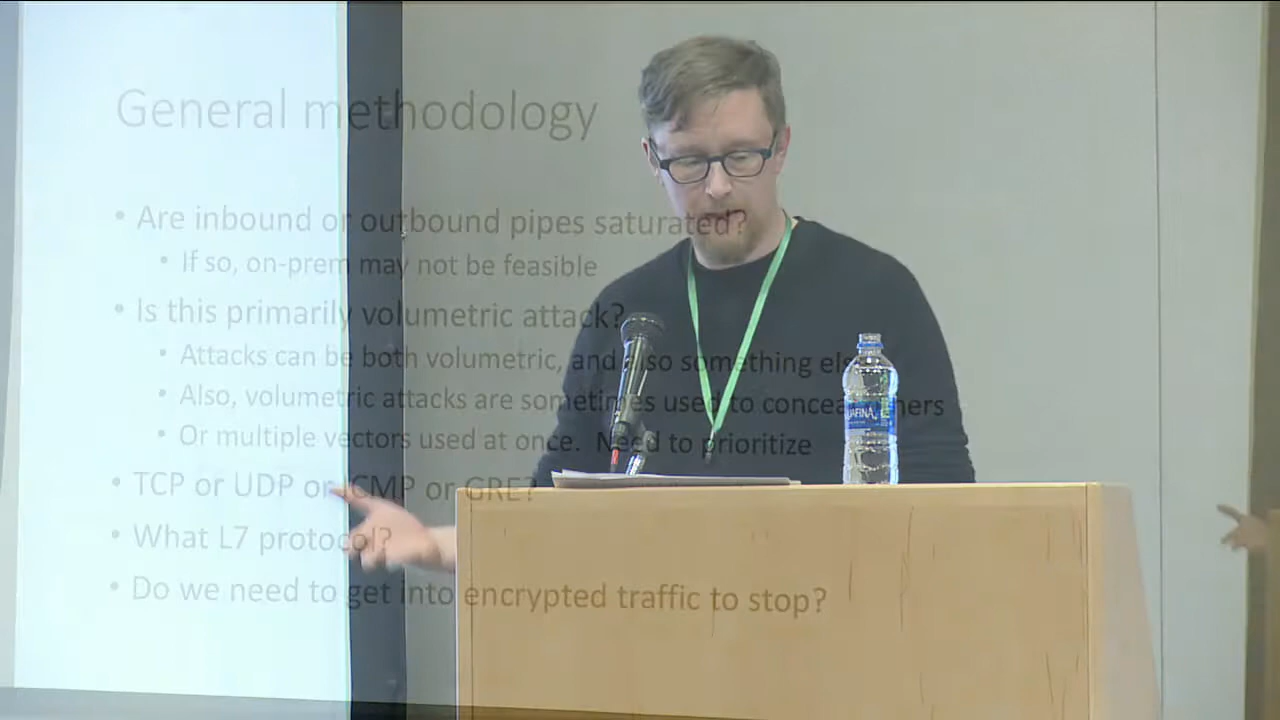 General methodology
• Are inbound or outbound pipes saturated?
• If so, on-prem may not be feasible
• Is this primarily volumetric attack?
• Attacks can be both volumetric, and also something else
• Also, volumetric attacks are sometimes used to conceal others
• Or multiple vectors used at once. Need to prioritize
• TCP or UDP or ICMP or GRE?
• What L7 protocol?
• Do we need to get into encrypted traffic to stop?
AFINA